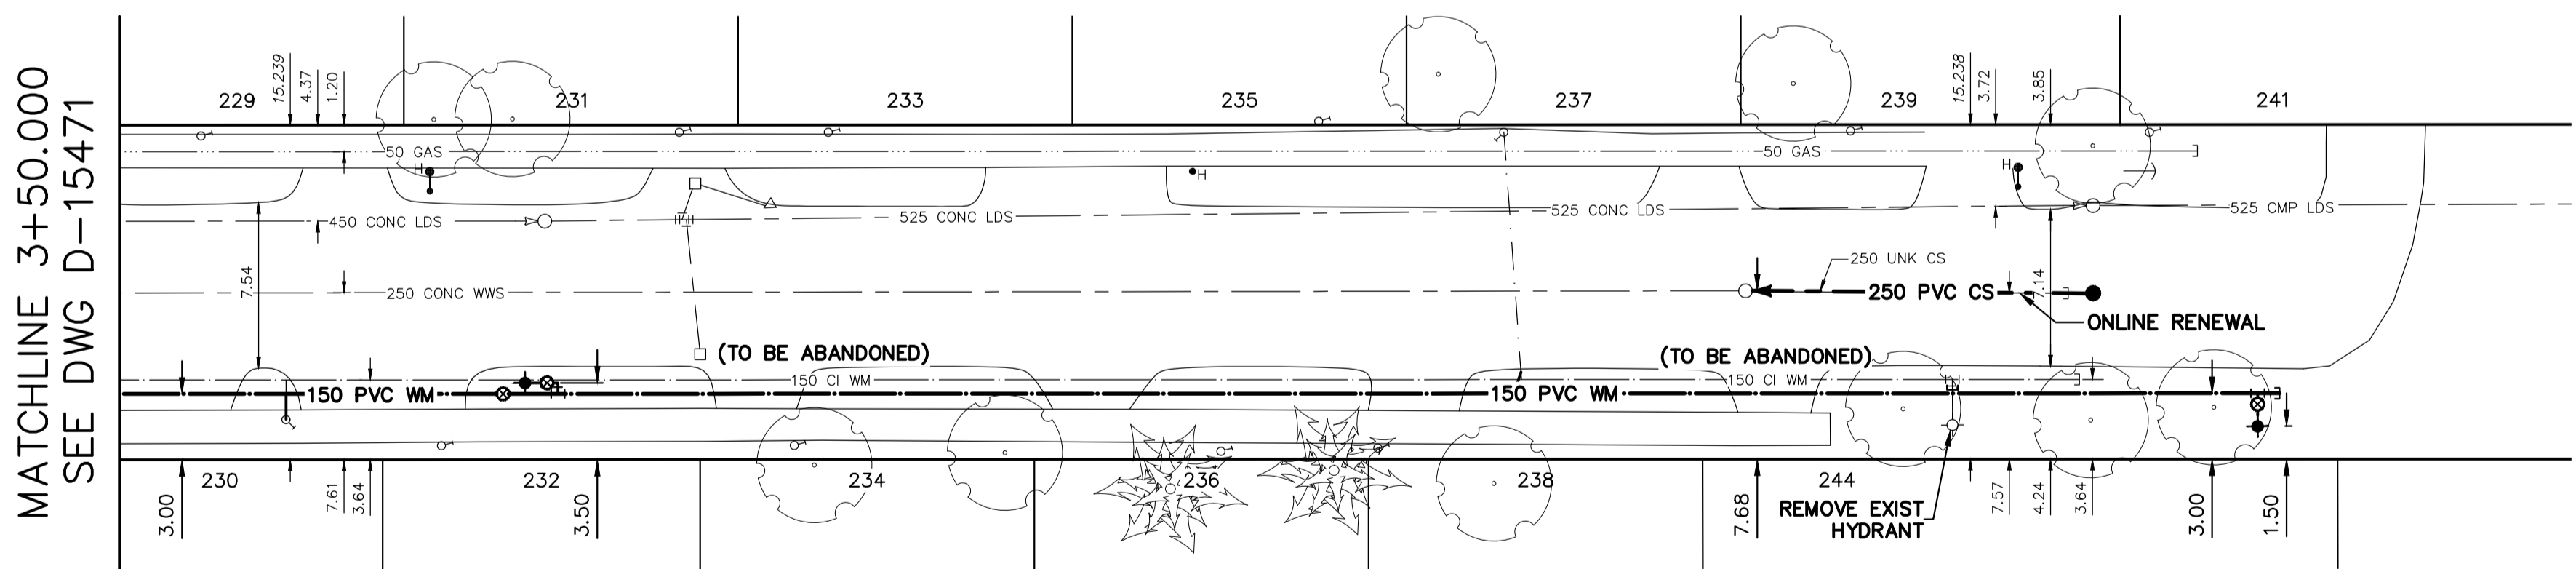 MATCHLINE 3+50.000
SEE DWG D-15471
229
15.239
4.37
1.20
231
233
235
237
239
15.238
3.72
3.85
241
50 GAS
50 GAS
H
H
H
450 CONC LDS
525 CONC LDS
525 CONC LDS
525 CMP LDS
7.54
250 CONC WWS
250 UNK CS
250 PVC CS
7.14
ONLINE RENEWAL
(TO BE ABANDONED)
(TO BE ABANDONED)
150 CI WM
150 CI WM
150 PVC WM
150 PVC WM
230
232
234
236
238
244
3.00
7.61
3.64
3.50
7.68
REMOVE EXIST
HYDRANT
7.57
4.24
3.64
3.00
1.50